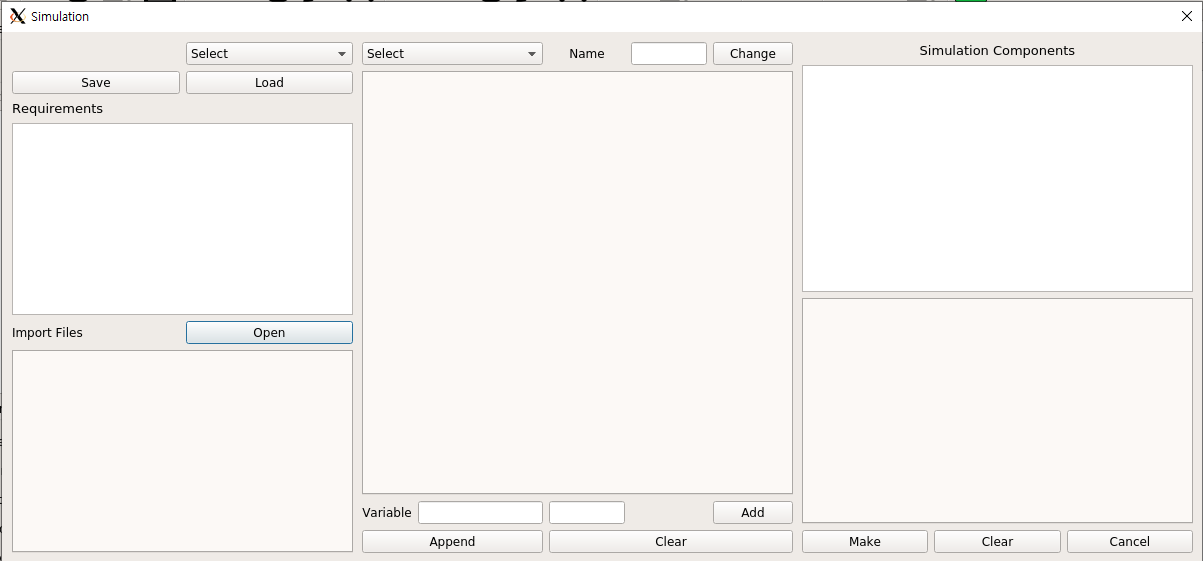 Simulation
Select
Save
Load
Requirements
Import Files
Open
Select
Name
Change
Variable
Add
Append
Clear
Simulation Components
Make
Clear
Cancel